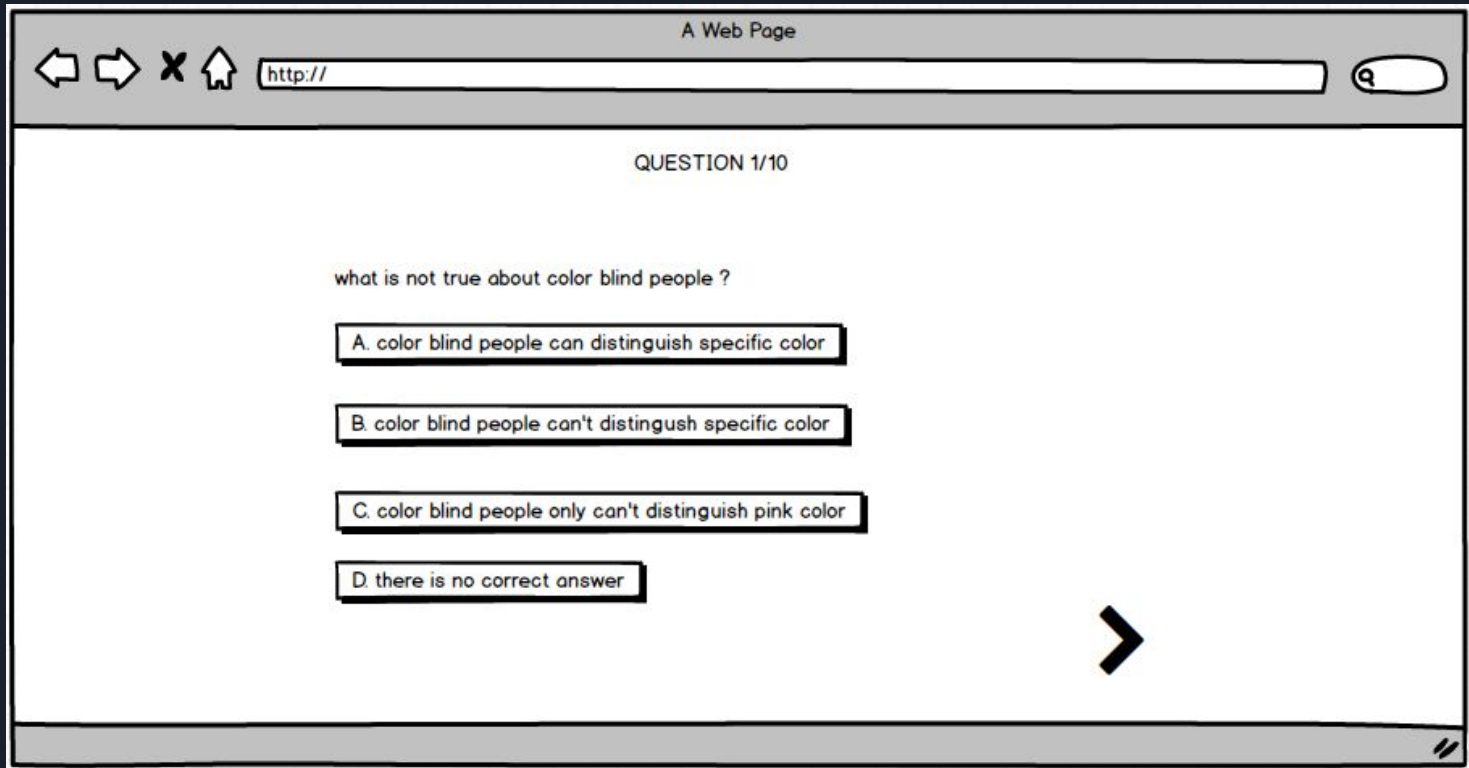 A Web Page
http://
QUESTION 1/10
what is not true about color blind people ?
A. color blind people can distinguish specific color
B. color blind people can't distingush specific color
C. color blind people only can't distinguish pink color
D. there is no correct answer